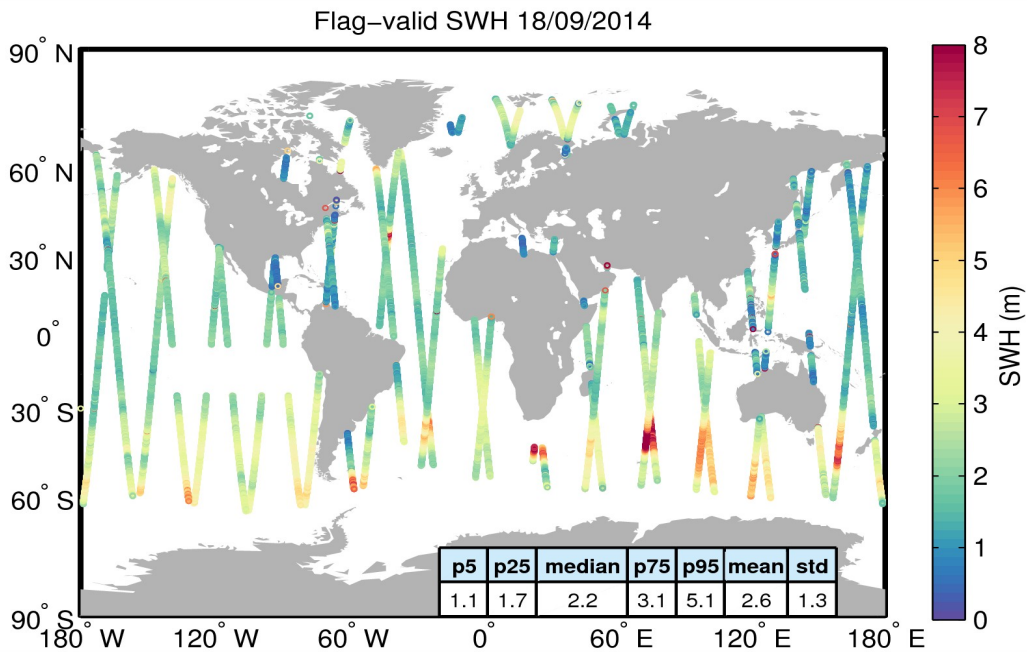 Flag−valid SWH 18/09/2014
90° N
60° N
30° N
0°
30° S
60° S
90° S
180° W
120° W
60° W
0°
60° E
120° E
180° E
p5 p25 median p75 p95 mean std
1.1 1.7 2.2 3.1 5.1 2.6 1.3
8
7
6
5
4
3
2
1
0
SWH (m)